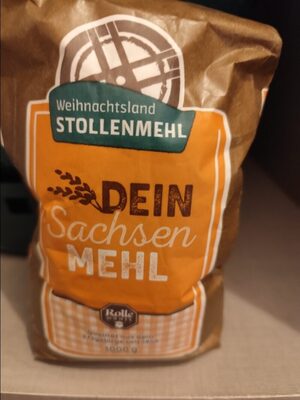 Weihnachtsland
STOLLENMEHL
DEIN
Sachsen
MEHL
Rolle
1000 g